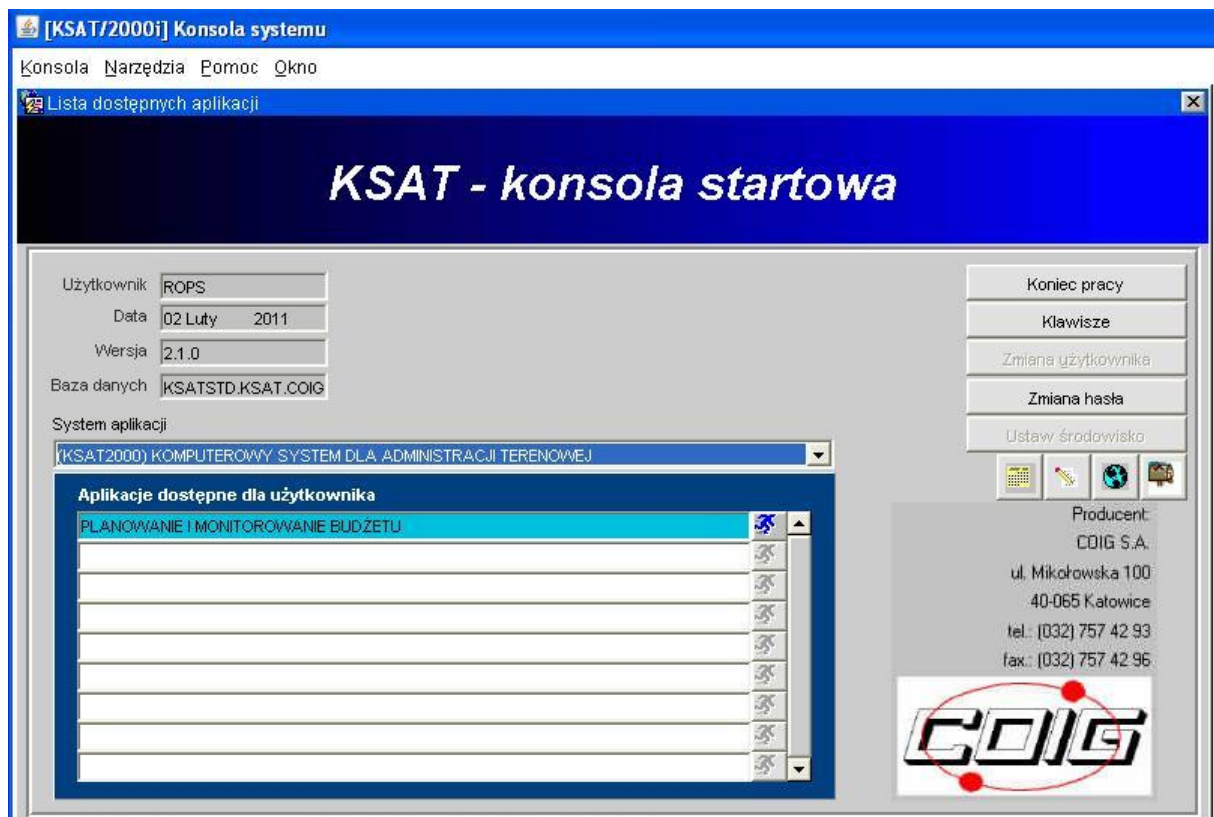 [KSAT/2000i] Konsola systemu
Konsola Narzędzia Pomoc Okno
Lista dostępnych aplikacji
KSAT - konsola startowa
Użytkownik ROPS
Data 02 Luty 2011
Wersja 2.1.0
Baza danych KSATSTD.KSAT.COIG
System aplikacji
(KSAT2000) KOMPUTEROWY SYSTEM DLA ADMINISTRACJI TERENOWEJ
Aplikacje dostępne dla użytkownika
PLANOWANIE I MONITOROWANIE BUDŻETU
Koniec pracy
Klawisze
Zmiana użytkownika
Zmiana hasła
Ustaw środowisko
Producent:
COIG S.A.
ul. Mikołowska 100
40-065 Katowice
tel.: (032) 757 42 93
fax.: (032) 757 42 96
COIG